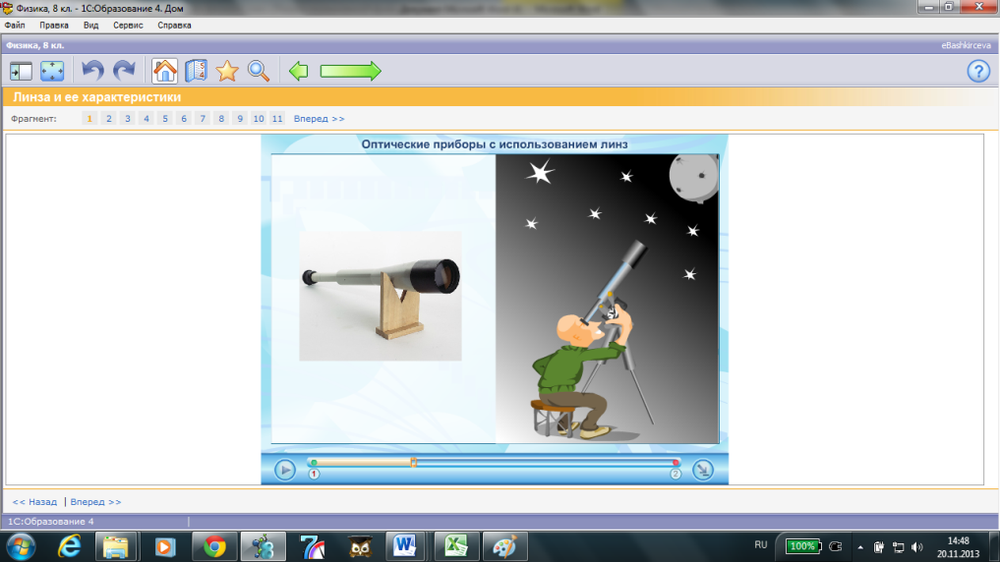 Физика, 8 кл. - 1С:Образование 4. Дом
Файл Правка Вид Сервис Справка
Физика, 8 кл. eBashkirceva
Линза и ее характеристики
Фрагмент: 1 2 3 4 5 6 7 8 9 10 11 Вперед >>
Оптические приборы с использованием линз
1 2
<< Назад | Вперед >>
1С:Образование 4
RU 100% 14:48
20.11.2013